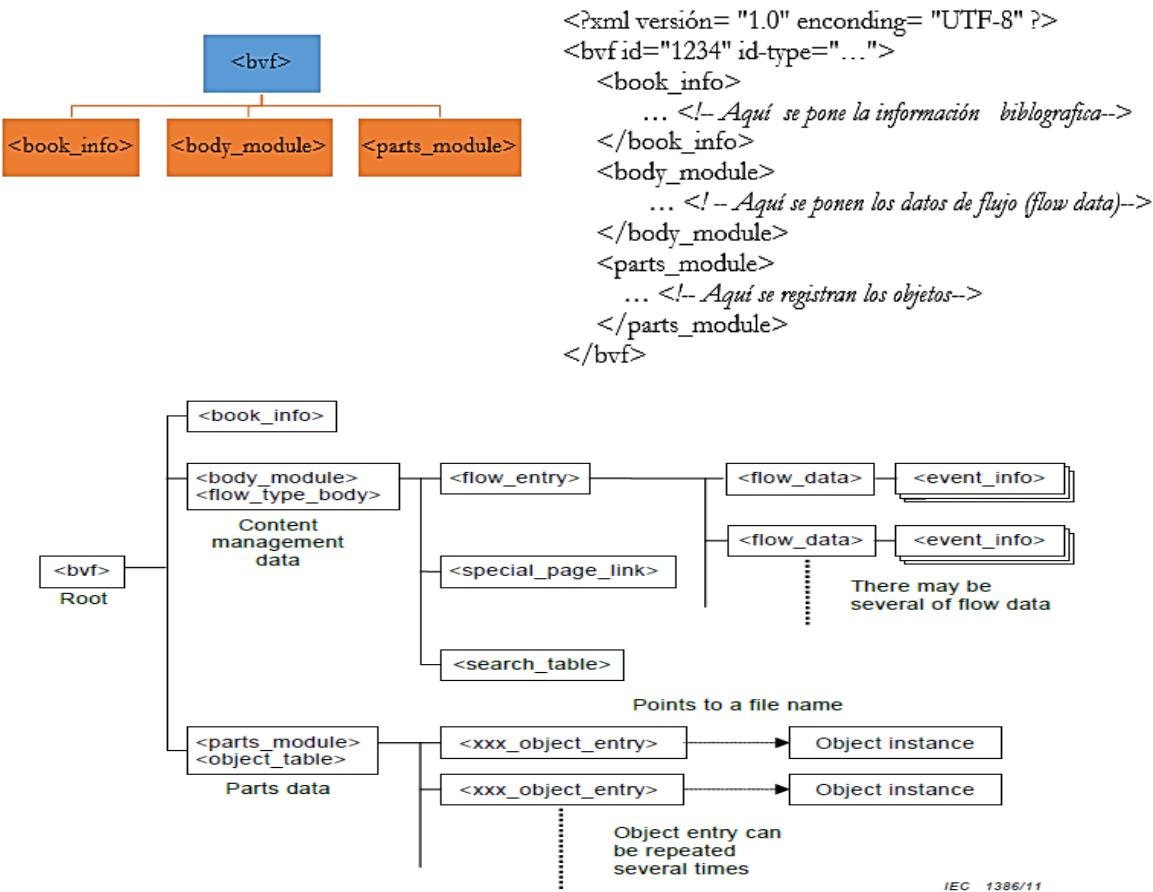 <bvf>
<book_info>
<body_module>
<parts_module>
<?xml versión= "1.0" enconding= "UTF-8" ?>
<bvf id="1234" id-type="…">
<book_info>
… <!-- Aquí se pone la información biblografica-->
</book_info>
<body_module>
… <! -- Aquí se ponen los datos de flujo (flow data)-->
</body_module>
<parts_module>
… <!-- Aquí se registran los objetos-->
</parts_module>
</bvf>
<bvf>
Root
<book_info>
<body_module>
<flow_type_body>
Content
management
data
<flow_entry>
<flow_data>
<event_info>
<flow_data>
<event_info>
There may be
several of flow data
<special_page_link>
<search_table>
Points to a file name
<parts_module>
<object_table>
Parts data
<xxx_object_entry>
Object instance
<xxx_object_entry>
Object instance
Object entry can
be repeated
several times
IEC 1386/11